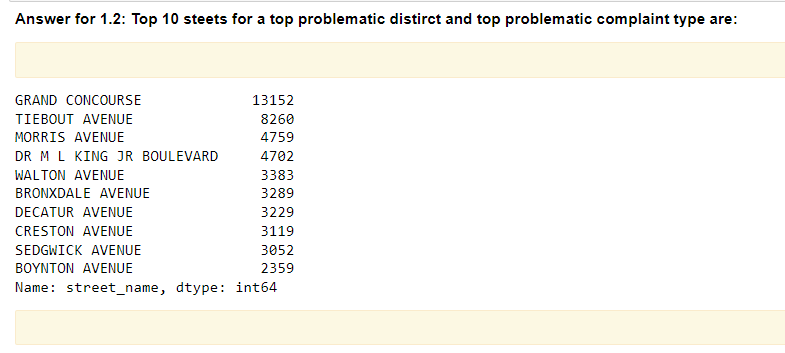 Answer for 1.2: Top 10 steets for a top problematic distirct and top problematic complaint type are:
GRAND CONCOURSE 13152
TIEBOUT AVENUE 8260
MORRIS AVENUE 4759
DR M L KING JR BOULEVARD 4702
WALTON AVENUE 3383
BRONXDALE AVENUE 3289
DECATUR AVENUE 3229
CRESTON AVENUE 3119
SEDGWICK AVENUE 3052
BOYNTON AVENUE 2359
Name: street_name, dtype: int64